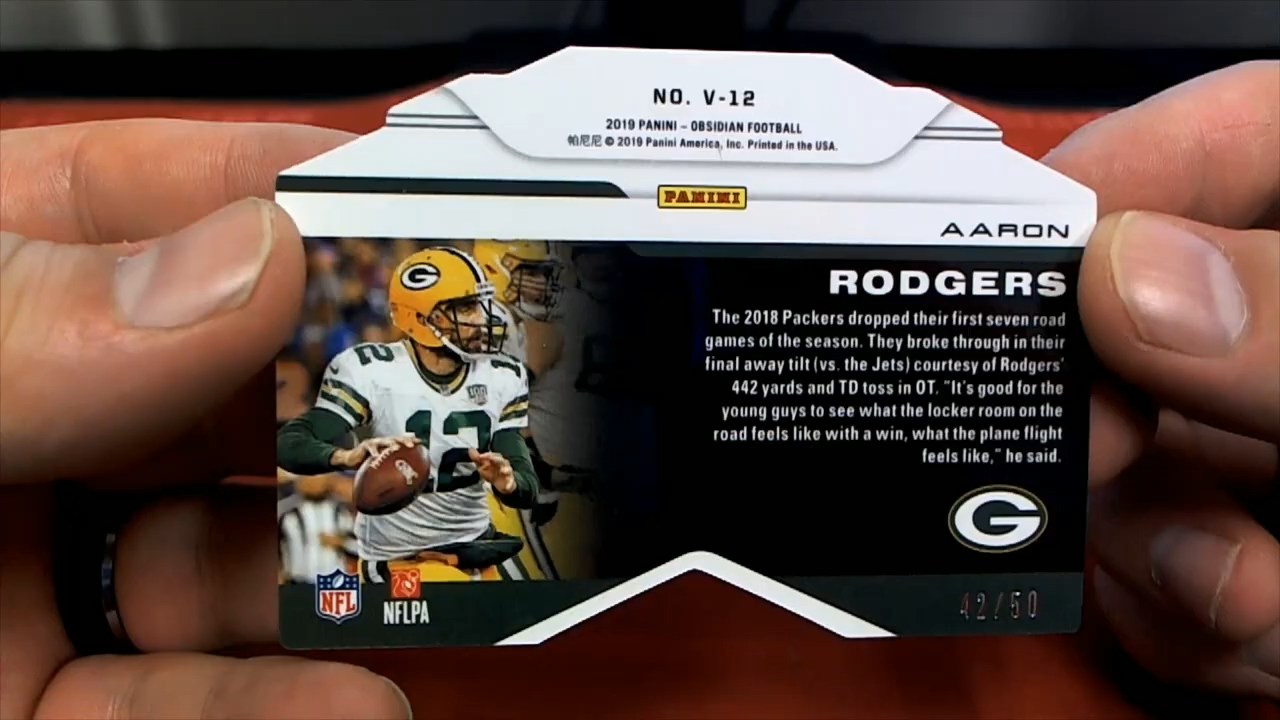 NO. V-12
2019 PANINI – OBSIDIAN FOOTBALL
帕尼尼 © 2019 Panini America, Inc. Printed in the USA.
PANINI
AARON
RODGERS
The 2018 Packers dropped their first seven road
games of the season. They broke through in their
final away tilt (vs. the Jets) courtesy of Rodgers'
442 yards and TD toss in OT. "It's good for the
young guys to see what the locker room on the
road feels like with a win, what the plane flight
feels like," he said.
G
12
12
12
100
G
NFL
NFLPA
42/50